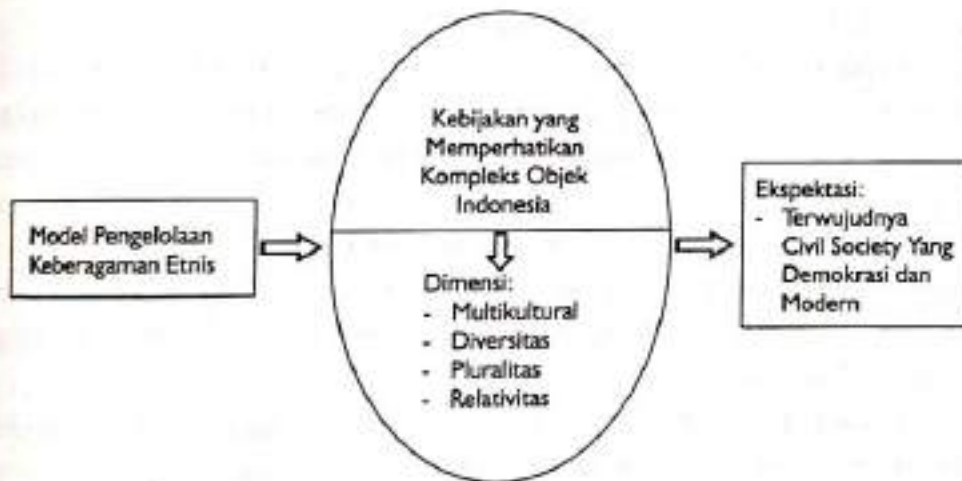 Model Pengelolaan
Keberagaman Etnis
Kebijakan yang
Memperhatikan
Kompleks Objek
Indonesia
Dimensi:
- Multikultural
- Diversitas
- Pluralitas
- Relativitas
Ekspektasi:
- Terwujudnya
Civil Society Yang
Demokrasi dan
Modern